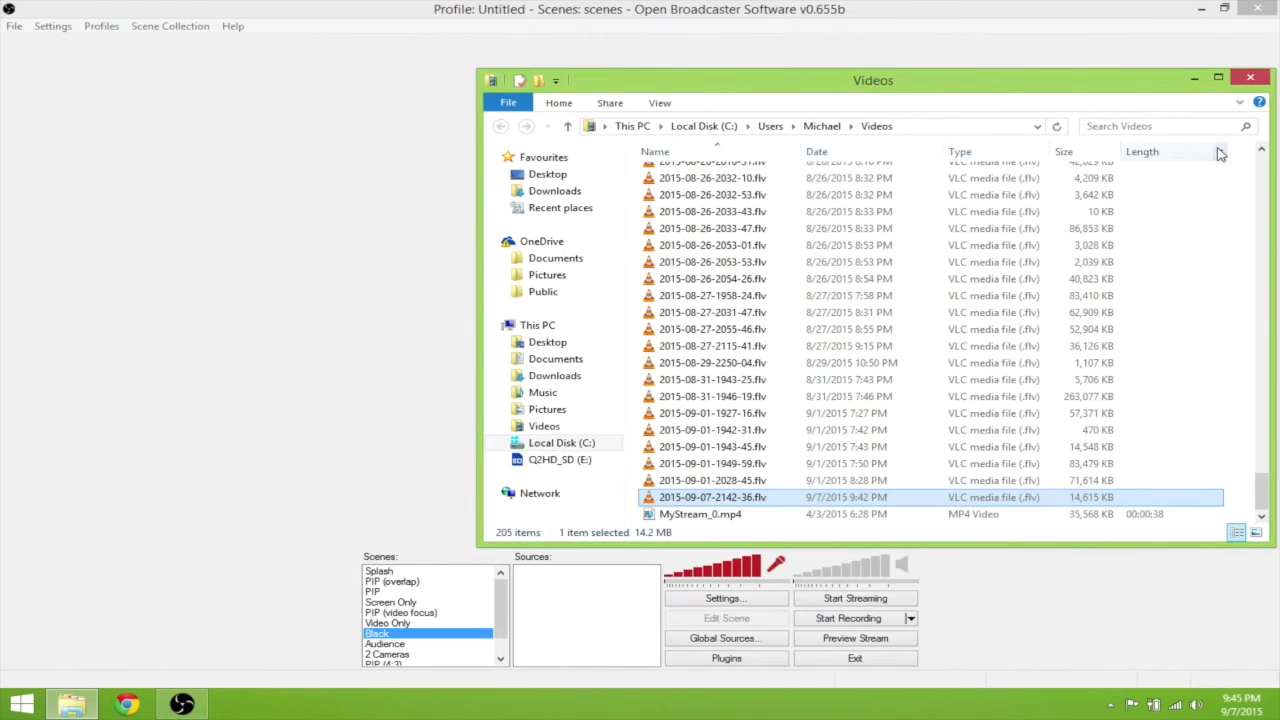 Profile: Untitled - Scenes: scenes - Open Broadcaster Software v0.655b
File Settings Profiles Scene Collection Help
Videos
File Home Share View
This PC Local Disk (C:) Users Michael Videos Search Videos
Name Date Type Size Length
Favourites
Desktop
Downloads
Recent places
OneDrive
Documents
Pictures
Public
This PC
Desktop
Documents
Downloads
Music
Pictures
Videos
Local Disk (C:)
Q2HD_SD (E:)
Network
2015-08-26-2032-10.flv 8/26/2015 8:32 PM VLC media file (.flv) 4,209 KB
2015-08-26-2032-53.flv 8/26/2015 8:32 PM VLC media file (.flv) 3,642 KB
2015-08-26-2033-43.flv 8/26/2015 8:33 PM VLC media file (.flv) 10 KB
2015-08-26-2033-47.flv 8/26/2015 8:33 PM VLC media file (.flv) 86,853 KB
2015-08-26-2053-01.flv 8/26/2015 8:53 PM VLC media file (.flv) 3,028 KB
2015-08-26-2053-53.flv 8/26/2015 8:53 PM VLC media file (.flv) 2,039 KB
2015-08-26-2054-26.flv 8/26/2015 8:54 PM VLC media file (.flv) 40,823 KB
2015-08-27-1958-24.flv 8/27/2015 7:58 PM VLC media file (.flv) 83,410 KB
2015-08-27-2031-47.flv 8/27/2015 8:31 PM VLC media file (.flv) 62,909 KB
2015-08-27-2055-46.flv 8/27/2015 8:55 PM VLC media file (.flv) 52,904 KB
2015-08-27-2115-41.flv 8/27/2015 9:15 PM VLC media file (.flv) 36,126 KB
2015-08-29-2250-04.flv 8/29/2015 10:50 PM VLC media file (.flv) 1,107 KB
2015-08-31-1943-25.flv 8/31/2015 7:43 PM VLC media file (.flv) 5,706 KB
2015-08-31-1946-19.flv 8/31/2015 7:46 PM VLC media file (.flv) 263,077 KB
2015-09-01-1927-16.flv 9/1/2015 7:27 PM VLC media file (.flv) 57,371 KB
2015-09-01-1942-31.flv 9/1/2015 7:42 PM VLC media file (.flv) 470 KB
2015-09-01-1943-45.flv 9/1/2015 7:43 PM VLC media file (.flv) 14,548 KB
2015-09-01-1949-59.flv 9/1/2015 7:50 PM VLC media file (.flv) 83,479 KB
2015-09-01-2028-45.flv 9/1/2015 8:28 PM VLC media file (.flv) 71,614 KB
2015-09-07-2142-36.flv 9/7/2015 9:42 PM VLC media file (.flv) 14,615 KB
MyStream_0.mp4 4/3/2015 6:28 PM MP4 Video 35,568 KB 00:00:38
205 items 1 item selected 14.2 MB
Scenes: Sources:
Splash
PIP (overlap)
PIP
Screen Only
PIP (video focus)
Video Only
Black
Audience
2 Cameras
PIP (4:3)
Settings... Start Streaming
Edit Scene Start Recording
Global Sources... Preview Stream
Plugins Exit
9:45 PM
9/7/2015